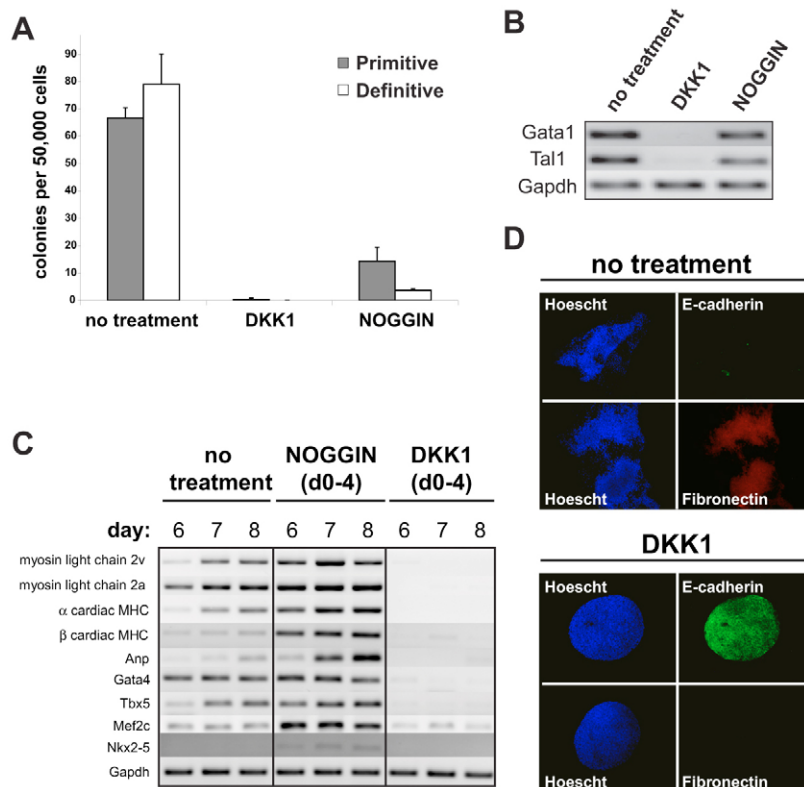 A
colonies per 50,000 cells
90
80
70
60
50
40
30
20
10
0
Primitive
Definitive
no treatment
DKK1
NOGGIN
B
no treatment
DKK1
NOGGIN
Gata1
Tal1
Gapdh
C
no treatment
NOGGIN (d0-4)
DKK1 (d0-4)
day: 6 7 8 6 7 8 6 7 8
myosin light chain 2v
myosin light chain 2a
α cardiac MHC
β cardiac MHC
Anp
Gata4
Tbx5
Mef2c
Nkx2-5
Gapdh
D
no treatment
Hoescht
E-cadherin
Hoescht
Fibronectin
DKK1
Hoescht
E-cadherin
Hoescht
Fibronectin